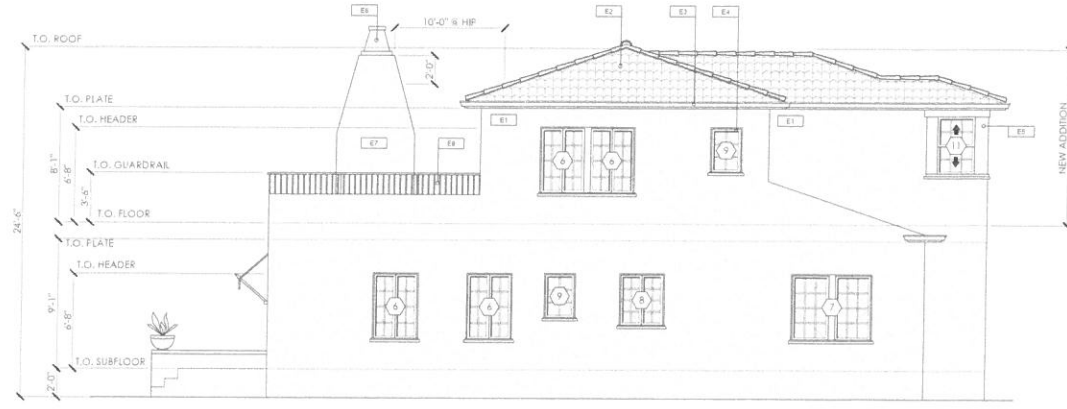 E6
10'-0" @ HIP
E2
E3
E4
T.O. ROOF
2'-0"
T.O. PLATE
T.O. HEADER
E1
E1
E5
11
6
6
9
E7
E8
T.O. GUARDRAIL
8'-1"
6'-8"
3'-6"
NEW ADDITION
24'-6"
T.O. FLOOR
T.O. PLATE
T.O. HEADER
9'-1"
6'-8"
6
6
9
8
7
T.O. SUBFLOOR
2'-0"